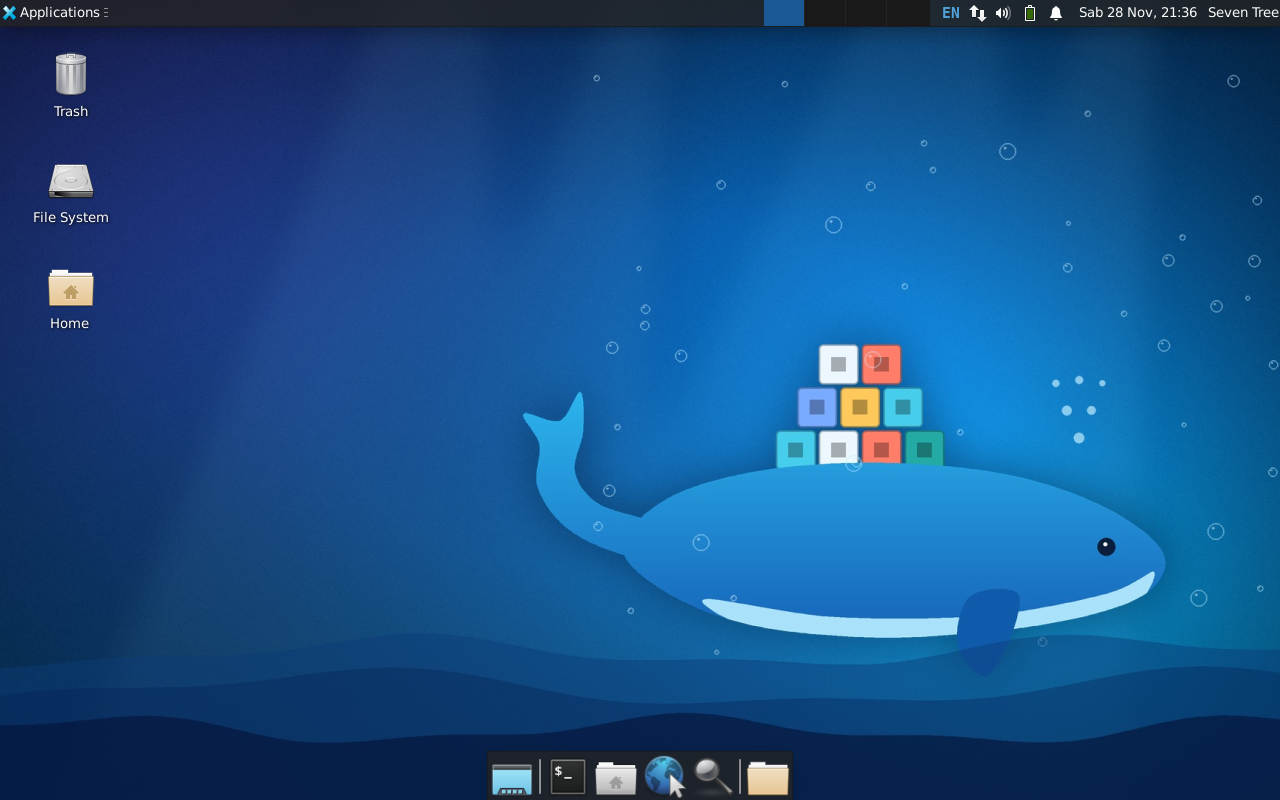 Applications
EN
Sab 28 Nov, 21:36
Seven Tree
Trash
File System
Home
$_